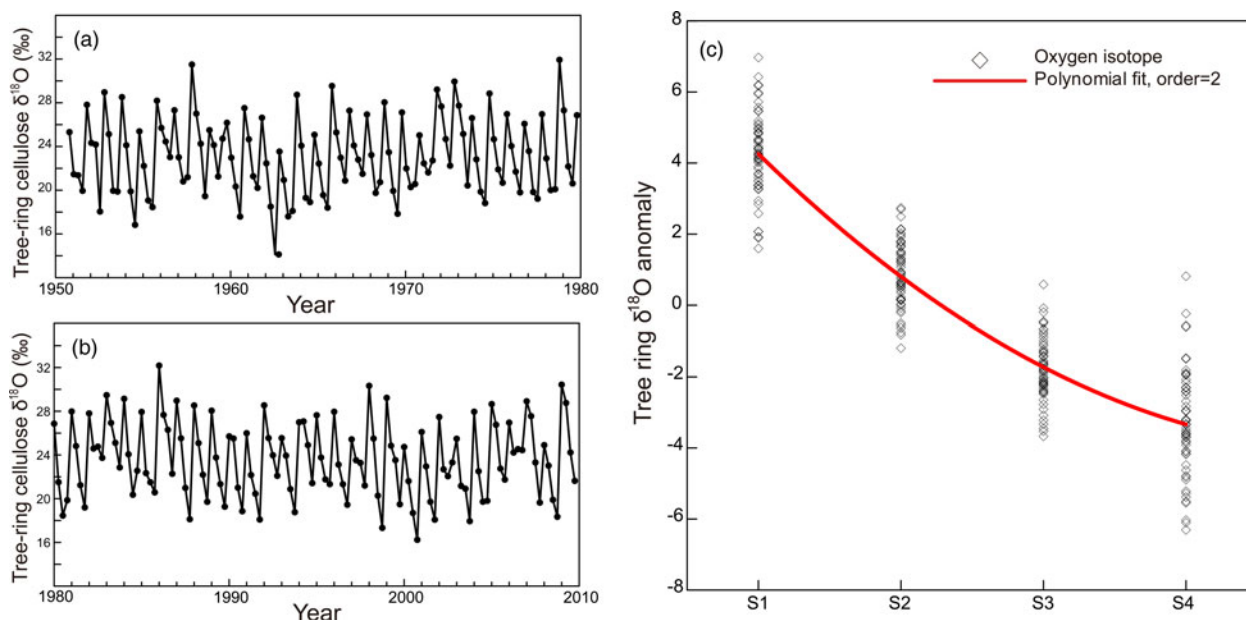 (a)
Tree-ring cellulose δ¹⁸O (‰)
32
28
24
20
16
1950
1960
1970
1980
Year
(b)
Tree-ring cellulose δ¹⁸O (‰)
32
28
24
20
16
1980
1990
2000
2010
Year
(c)
Oxygen isotope
Polynomial fit, order=2
Tree ring δ¹⁸O anomaly
8
6
4
2
0
-2
-4
-6
-8
S1
S2
S3
S4